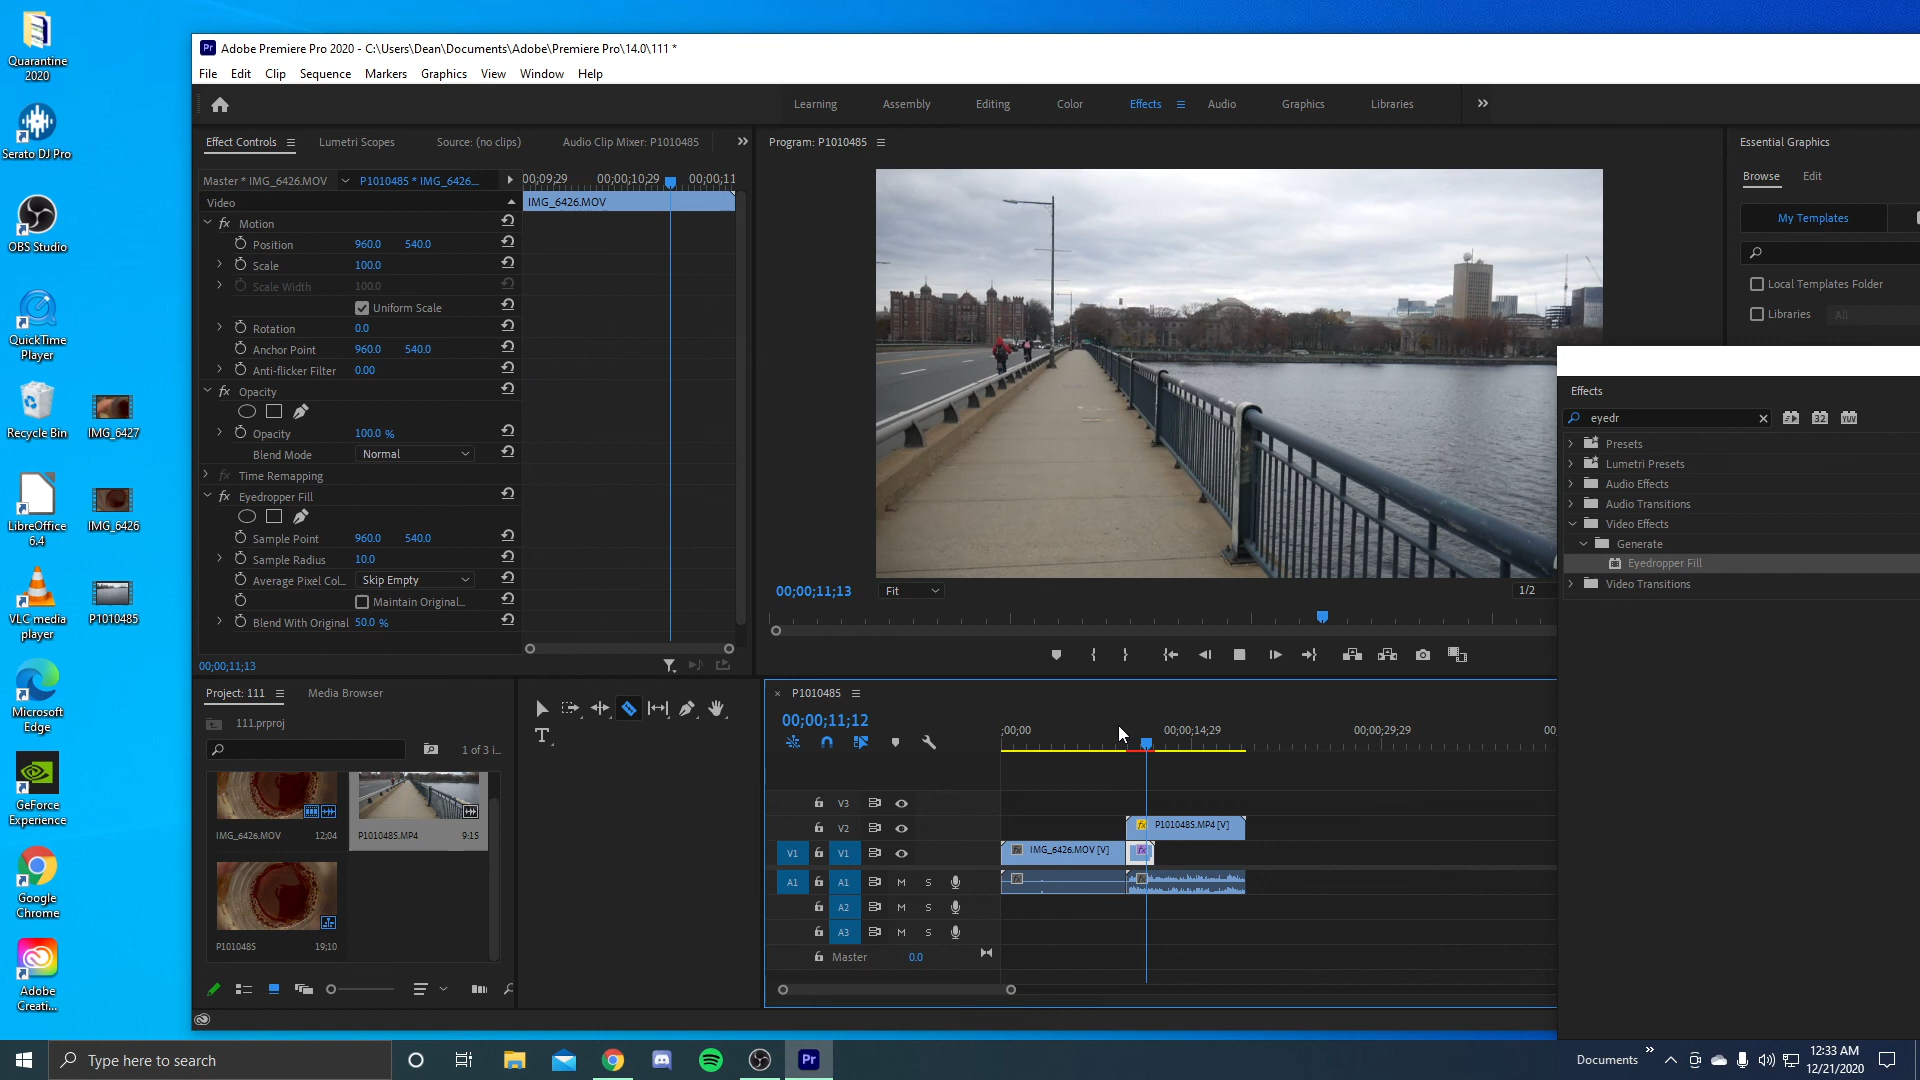 Quarantine
2020
Serato DJ Pro
OBS Studio
QuickTime
Player
Recycle Bin
IMG_6427
LibreOffice
6.4
IMG_6426
VLC media
player
P1010485
Microsoft
Edge
GeForce
Experience
Google
Chrome
Adobe
Creati...
Pr Adobe Premiere Pro 2020 - C:\Users\Dean\Documents\Adobe\Premiere Pro\14.0\111 *
File Edit Clip Sequence Markers Graphics View Window Help
Learning Assembly Editing Color Effects Audio Graphics Libraries
Effect Controls Lumetri Scopes Source: (no clips) Audio Clip Mixer: P1010485
Master * IMG_6426.MOV P1010485 * IMG_6426....
00;09;29 00;00;10;29 00;00;11
Video
IMG_6426.MOV
fx Motion
Position 960.0 540.0
Scale 100.0
Scale Width 100.0
Uniform Scale
Rotation 0.0
Anchor Point 960.0 540.0
Anti-flicker Filter 0.00
fx Opacity
Opacity 100.0 %
Blend Mode Normal
fx Time Remapping
fx Eyedropper Fill
Sample Point 960.0 540.0
Sample Radius 10.0
Average Pixel Col... Skip Empty
Maintain Original...
Blend With Original 50.0 %
00;00;11;13
Program: P1010485
00;00;11;13 Fit 1/2
Essential Graphics
Browse Edit
My Templates
Local Templates Folder
Libraries All
Effects
eyedr
32 YUV
Presets
Lumetri Presets
Audio Effects
Audio Transitions
Video Effects
Generate
Eyedropper Fill
Video Transitions
Project: 111 Media Browser
111.prproj
1 of 3 i...
IMG_6426.MOV 12;04
P1010485.MP4 9:15
P1010485 19;10
T
P1010485
00;00;11;12
;00;00 00;00;14;29 00;00;29;29 00
V3
V2
fx P1010485.MP4 [V]
V1 V1
fx IMG_6426.MOV [V]
fx
A1 A1 M S
fx
fx
A2 M S
A3 M S
Master 0.0
Type here to search
Pr
Documents
12:33 AM
12/21/2020